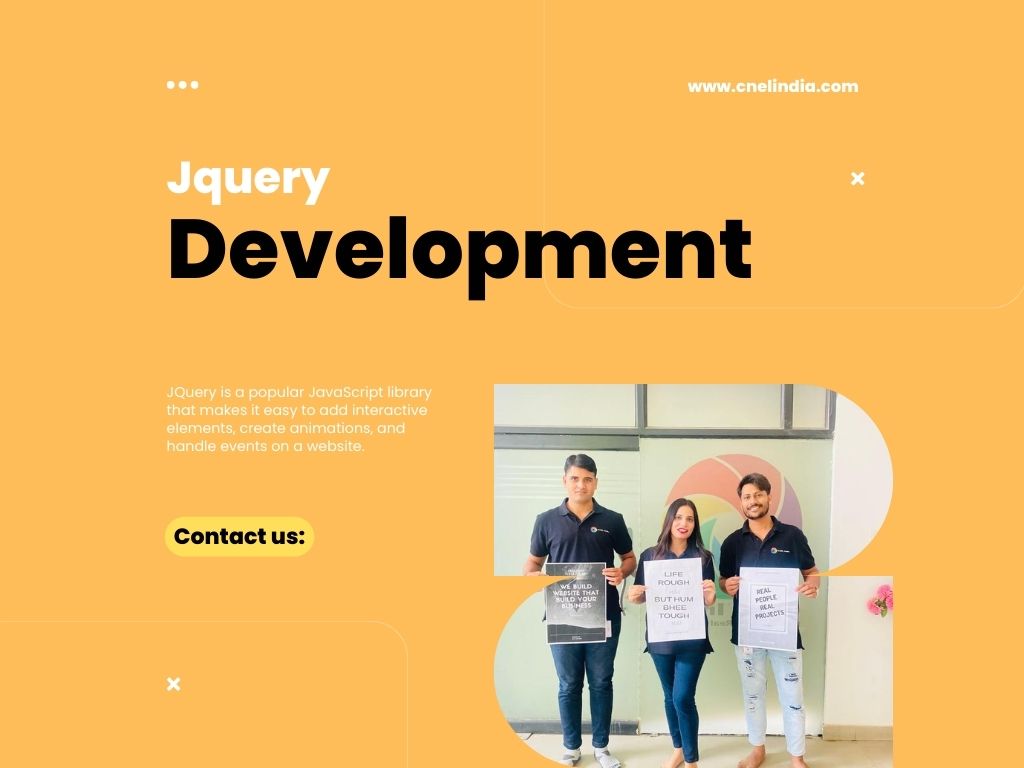 www.cnelindia.com
Jquery
Development
JQuery is a popular JavaScript library
that makes it easy to add interactive
elements, create animations, and
handle events on a website.
Contact us:
WE BUILD
WEBSITE THAT
BUILD YOUR
BUSINESS
LIFE
ROUGH
BUT HUM
BHEE
TOUGH
REAL
PEOPLE
REAL
PROJECTS